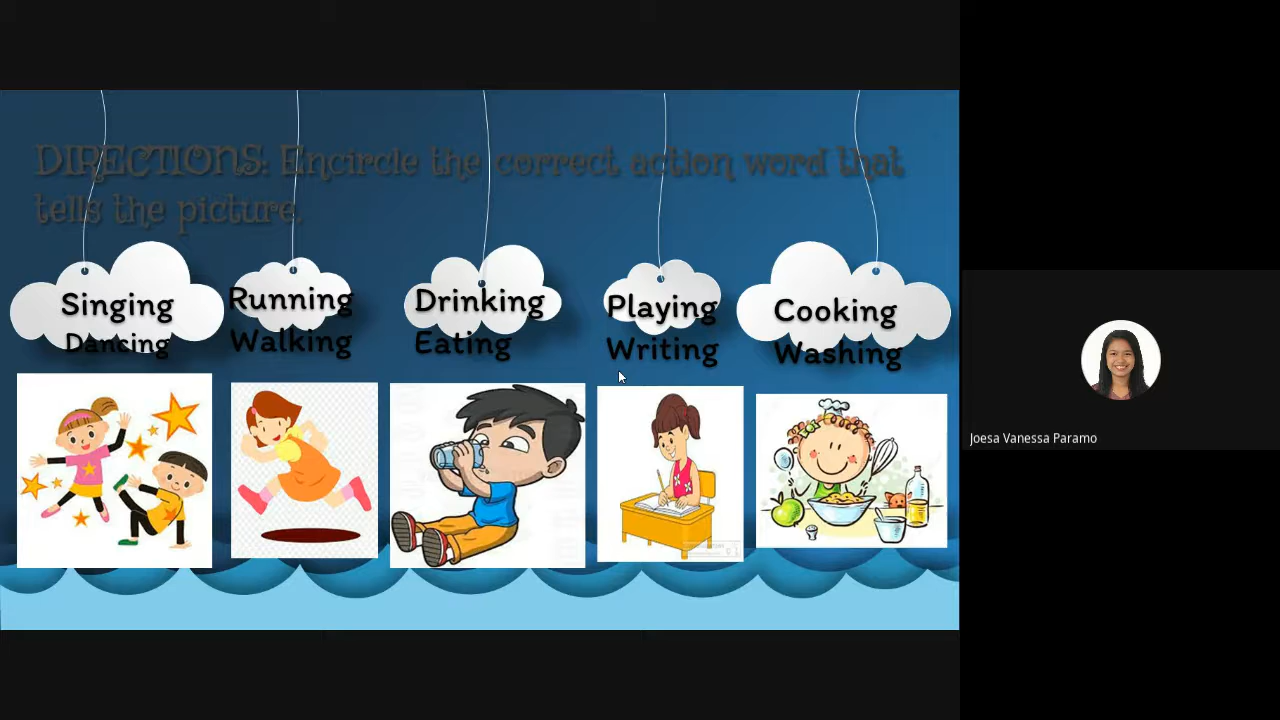 DIRECTIONS: Encircle the correct action word that
tells the picture.
Singing
Dancing
Running
Walking
Drinking
Eating
Playing
Writing
Cooking
Washing
Joesa Vanessa Paramo